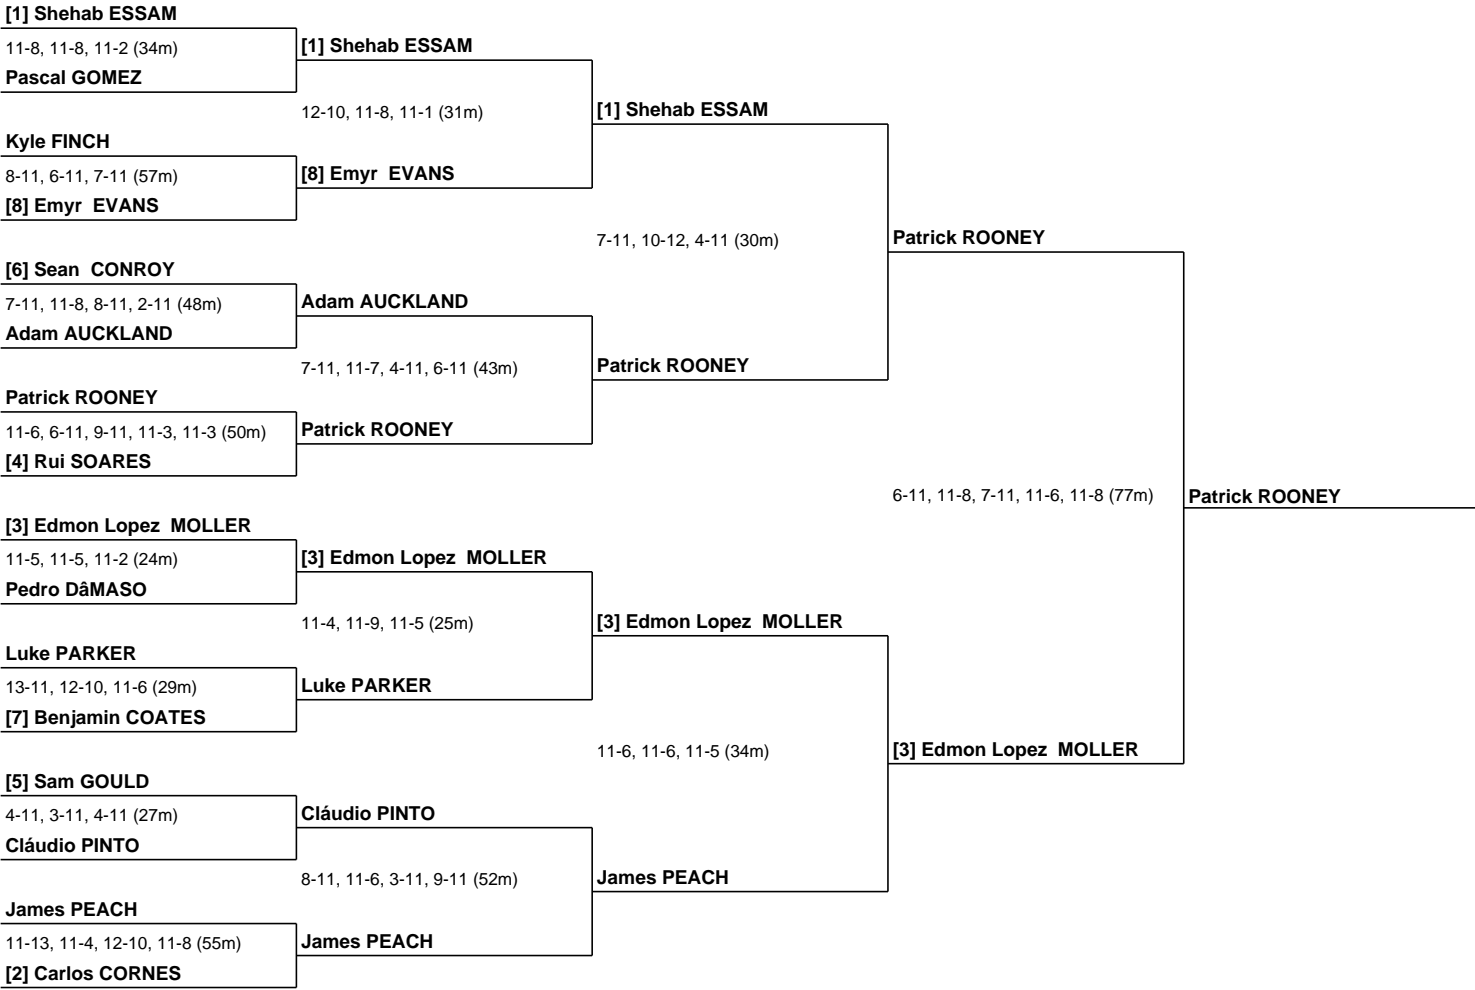 [1] Shehab ESSAM
11-8, 11-8, 11-2 (34m)
Pascal GOMEZ
Kyle FINCH
8-11, 6-11, 7-11 (57m)
[8] Emyr  EVANS
[6] Sean  CONROY
7-11, 11-8, 8-11, 2-11 (48m)
Adam AUCKLAND
Patrick ROONEY
11-6, 6-11, 9-11, 11-3, 11-3 (50m)
[4] Rui SOARES
[3] Edmon Lopez  MOLLER
11-5, 11-5, 11-2 (24m)
Pedro DâMASO
Luke PARKER
13-11, 12-10, 11-6 (29m)
[7] Benjamin COATES
[5] Sam GOULD
4-11, 3-11, 4-11 (27m)
Cláudio PINTO
James PEACH
11-13, 11-4, 12-10, 11-8 (55m)
[2] Carlos CORNES
[1] Shehab ESSAM
12-10, 11-8, 11-1 (31m)
[8] Emyr  EVANS
Adam AUCKLAND
7-11, 11-7, 4-11, 6-11 (43m)
Patrick ROONEY
[3] Edmon Lopez  MOLLER
11-4, 11-9, 11-5 (25m)
Luke PARKER
Cláudio PINTO
8-11, 11-6, 3-11, 9-11 (52m)
James PEACH
[1] Shehab ESSAM
7-11, 10-12, 4-11 (30m)
Patrick ROONEY
[3] Edmon Lopez  MOLLER
11-6, 11-6, 11-5 (34m)
James PEACH
Patrick ROONEY
6-11, 11-8, 7-11, 11-6, 11-8 (77m)
[3] Edmon Lopez  MOLLER
Patrick ROONEY